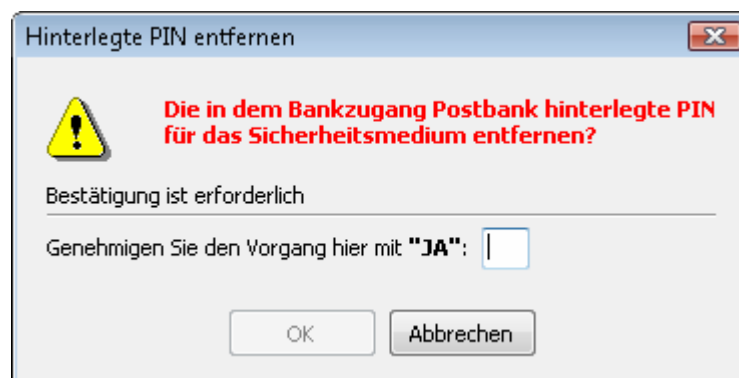 Hinterlegte PIN entfernen
Die in dem Bankzugang Postbank hinterlegte PIN
für das Sicherheitsmedium entfernen?
Bestätigung ist erforderlich
Genehmigen Sie den Vorgang hier mit "JA":
OK
Abbrechen